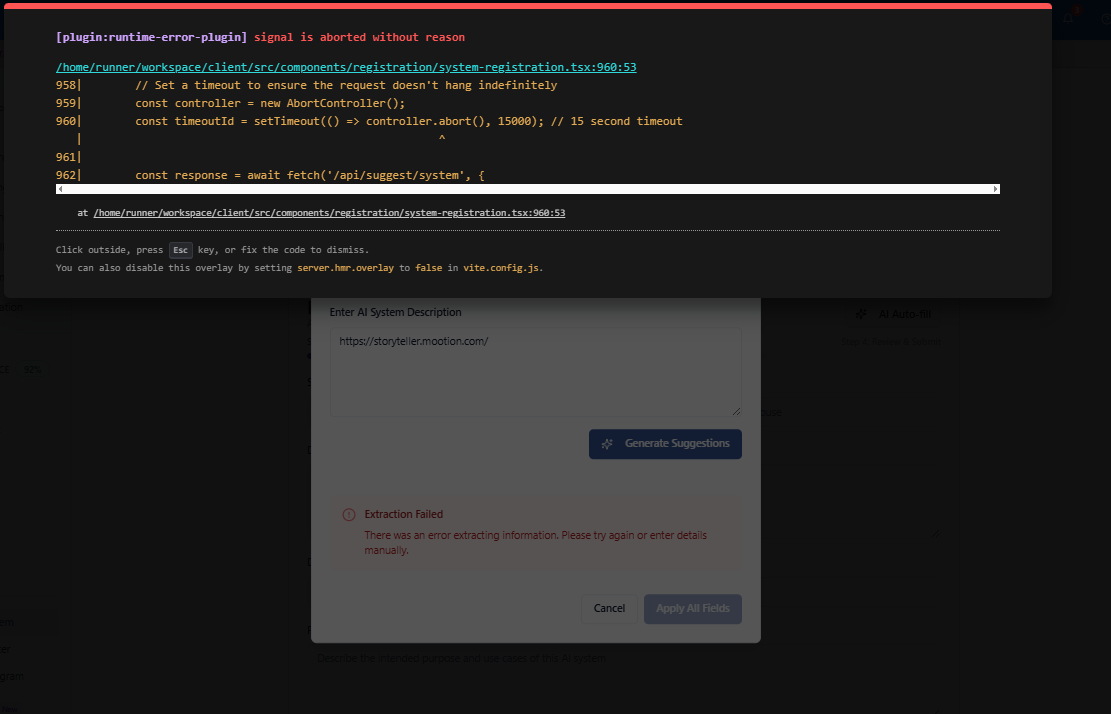 [plugin:runtime-error-plugin] signal is aborted without reason
/home/runner/workspace/client/src/components/registration/system-registration.tsx:960:53
958|        // Set a timeout to ensure the request doesn't hang indefinitely
959|        const controller = new AbortController();
960|        const timeoutId = setTimeout(() => controller.abort(), 15000); // 15 second timeout
   |                                                     ^
961|
962|        const response = await fetch('/api/suggest/system', {
at /home/runner/workspace/client/src/components/registration/system-registration.tsx:960:53
Click outside, press Esc key, or fix the code to dismiss.
You can also disable this overlay by setting server.hmr.overlay to false in vite.config.js.
Enter AI System Description
AI Auto-fill
https://storyteller.mootion.com/
52%
Generate Suggestions
Extraction Failed
There was an error extracting information. Please try again or enter details
manually.
Cancel
Apply All Fields
Describe the intended purpose and use cases of this AI system